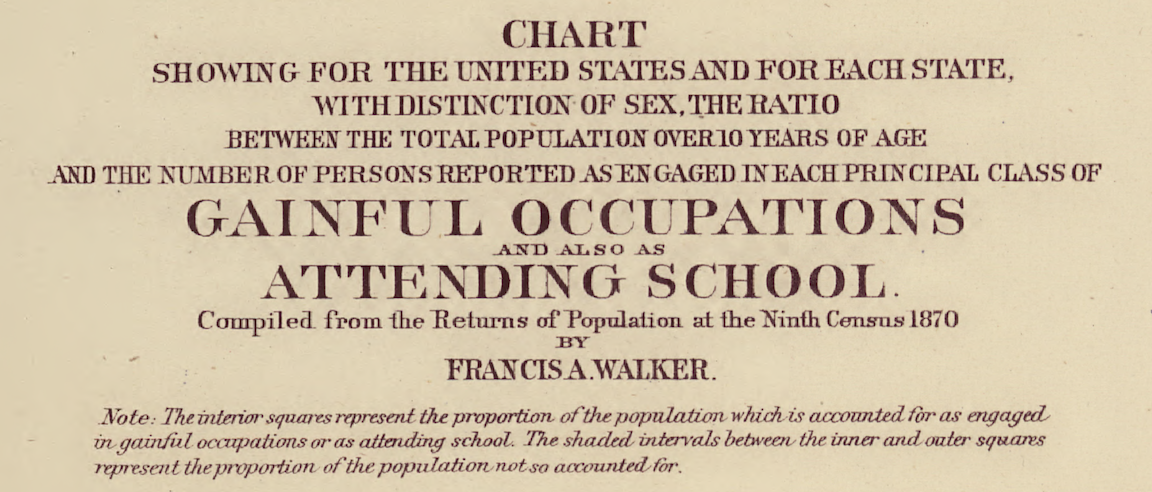 CHART
SHOWING FOR THE UNITED STATES AND FOR EACH STATE,
WITH DISTINCTION OF SEX, THE RATIO
BETWEEN THE TOTAL POPULATION OVER 10 YEARS OF AGE
AND THE NUMBER OF PERSONS REPORTED AS ENGAGED IN EACH PRINCIPAL CLASS OF
GAINFUL OCCUPATIONS
AND ALSO AS
ATTENDING SCHOOL.
Compiled from the Returns of Population at the Ninth Census 1870
BY
FRANCIS A. WALKER.
Note: The interior squares represent the proportion of the population which is accounted for as engaged
in gainful occupations or as attending school. The shaded intervals between the inner and outer squares
represent the proportion of the population not so accounted for.